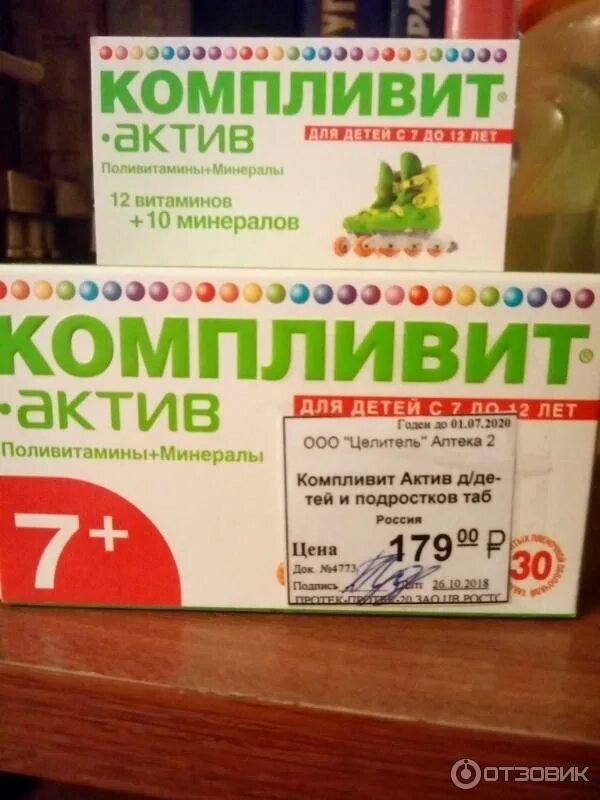 КОМПЛИВИТ®
•АКТИВ
ДЛЯ ДЕТЕЙ С 7 ДО 12 ЛЕТ
Поливитамины+Минералы
12 витаминов
+10 минералов
КОМПЛИВИТ®
•АКТИВ
ДЛЯ ДЕТЕЙ С 7 ДО 12 ЛЕТ
Поливитамины+Минералы
7+
Годен до 01.07.2020
ООО "Целитель" Аптека 2
Компливит Актив д/де-
тей и подростков таб
Россия
Цена 179 00 ₽
Док. №4773
Подпись 26.10.2018
30
ОТЗОВИК